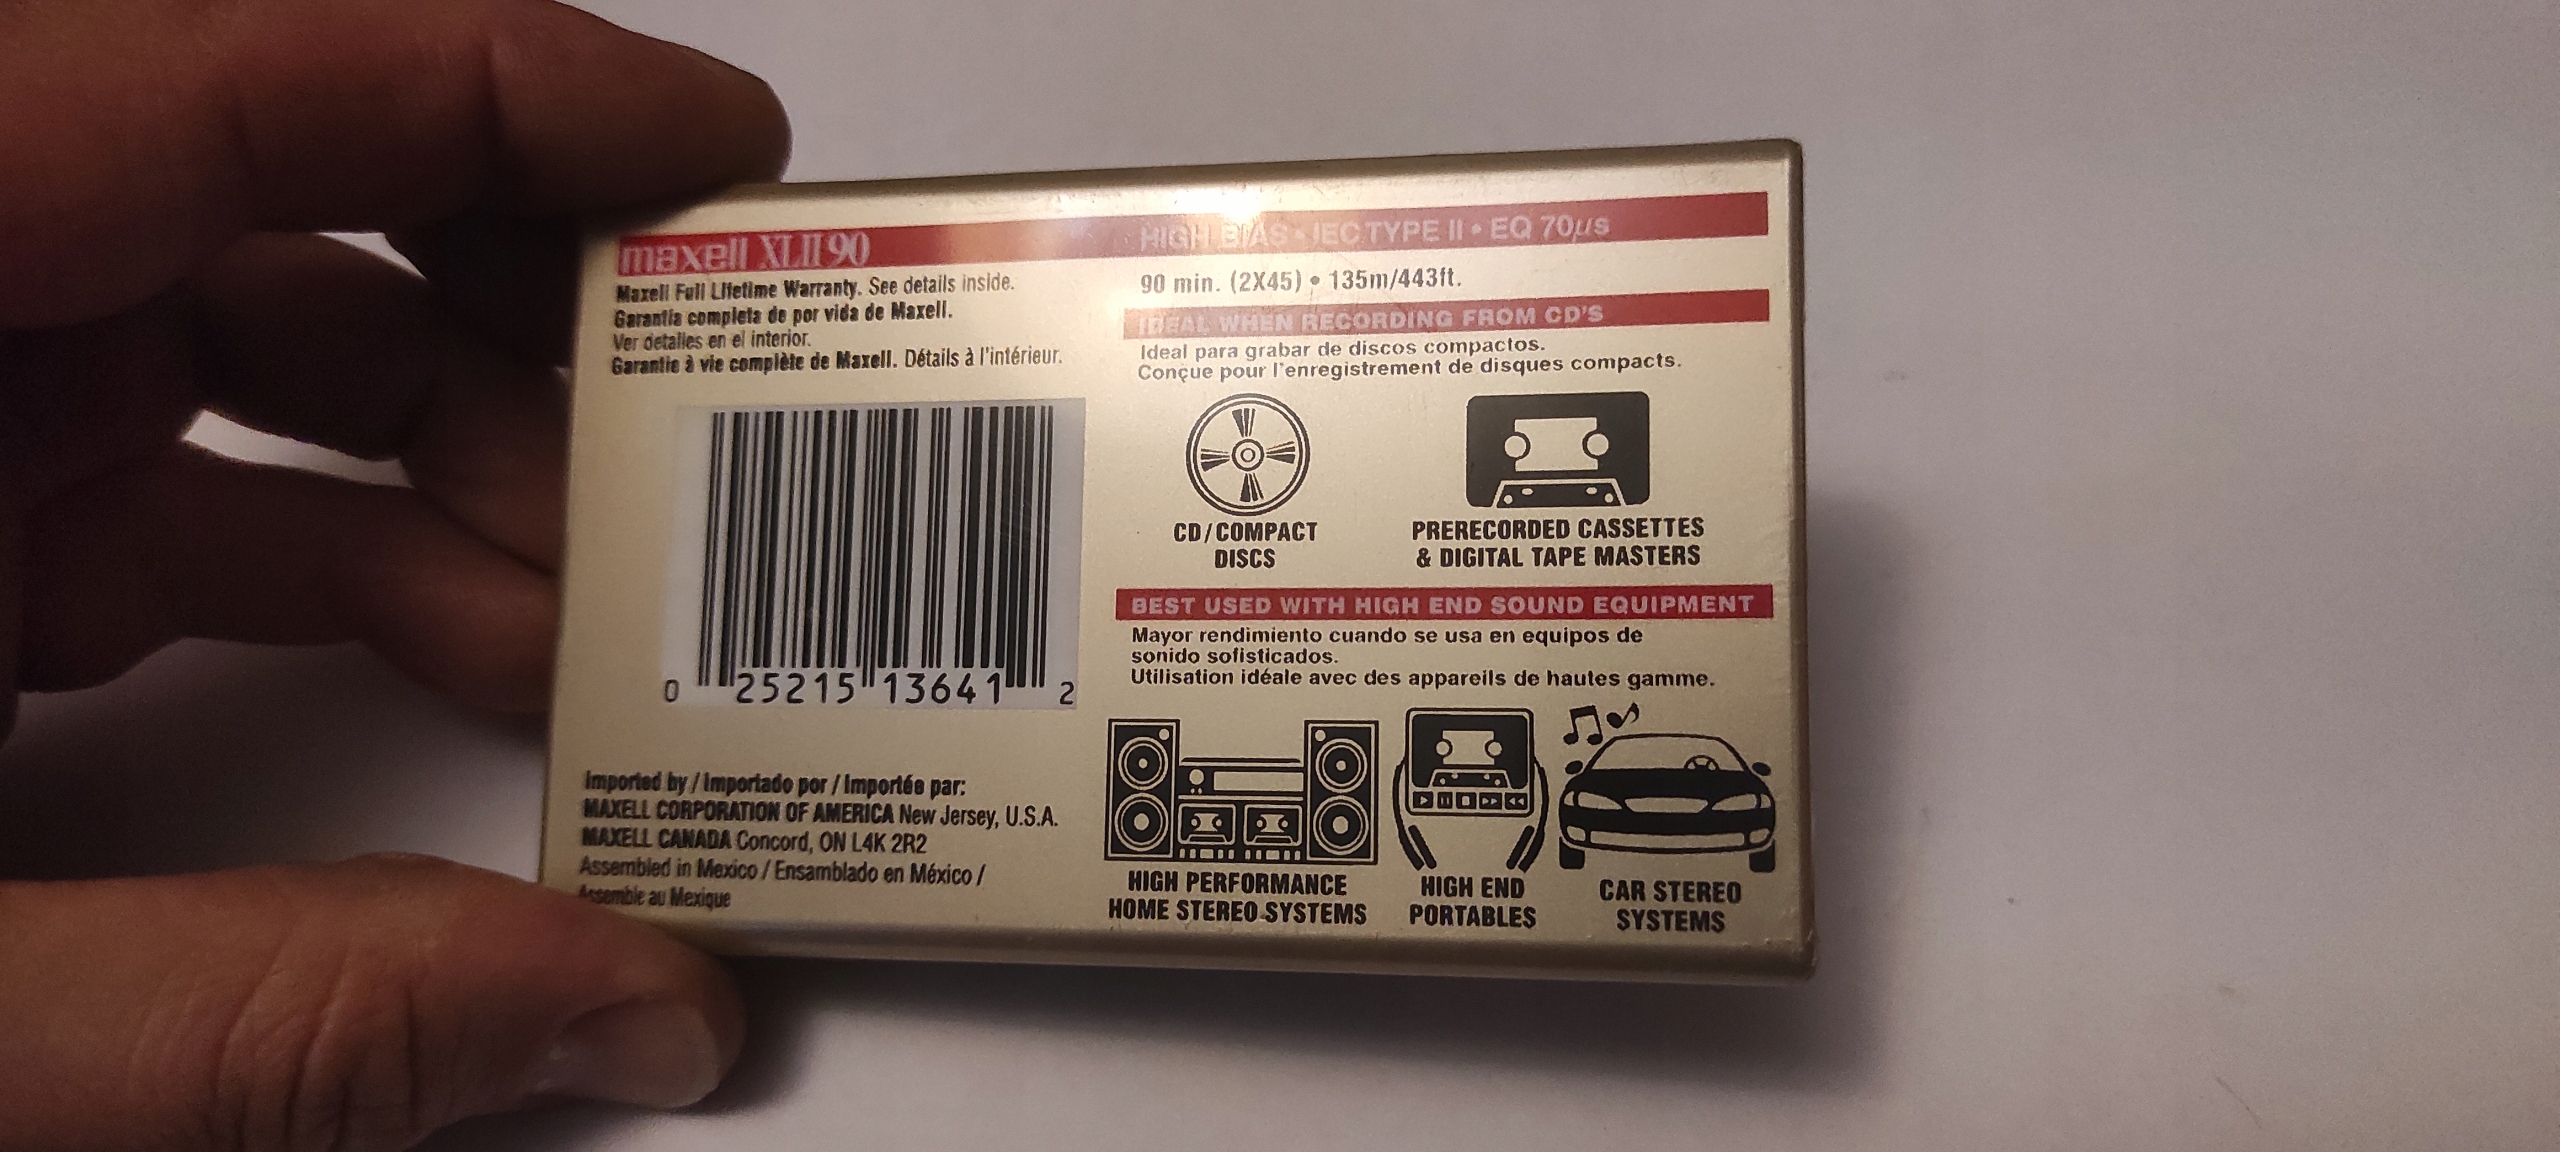 maxell XLII 90
Maxell Full Lifetime Warranty. See details inside.
Garantía completa de por vida de Maxell.
Ver detalles en el interior.
Garantie à vie complète de Maxell. Détails à l'intérieur.
0 25215 13641 2
Imported by / Importado por / Importée par:
MAXELL CORPORATION OF AMERICA New Jersey, U.S.A.
MAXELL CANADA Concord, ON L4K 2R2
Assembled in Mexico / Ensamblado en México /
Assemblé au Mexique
HIGH BIAS • IEC TYPE II • EQ 70µs
90 min. (2X45) • 135m/443ft.
IDEAL WHEN RECORDING FROM CD'S
Ideal para grabar de discos compactos.
Conçue pour l'enregistrement de disques compacts.
CD/COMPACT
DISCS
PRERECORDED CASSETTES
& DIGITAL TAPE MASTERS
BEST USED WITH HIGH END SOUND EQUIPMENT
Mayor rendimiento cuando se usa en equipos de
sonido sofisticados.
Utilisation idéale avec des appareils de hautes gamme.
HIGH PERFORMANCE
HOME STEREO SYSTEMS
HIGH END
PORTABLES
CAR STEREO
SYSTEMS